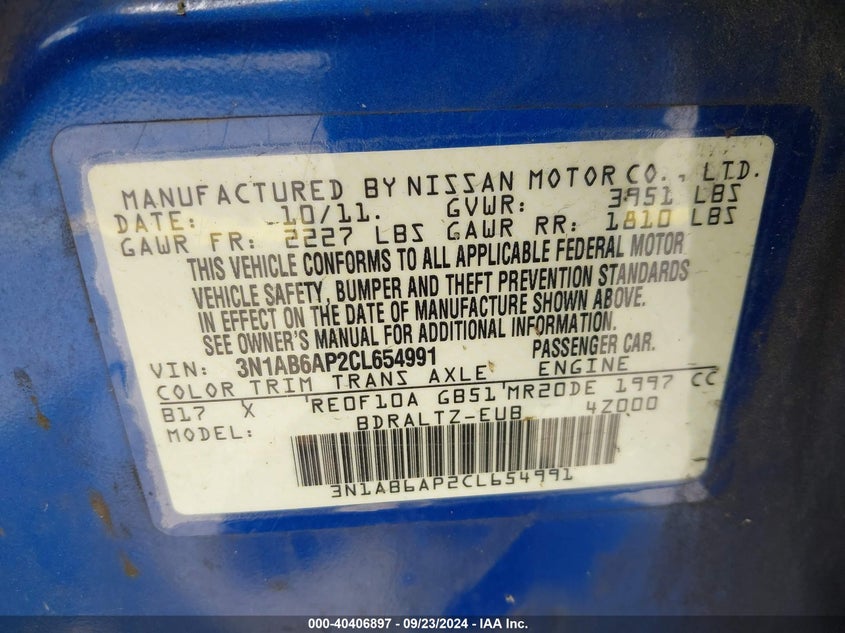 MANUFACTURED BY NISSAN MOTOR CO., LTD.
DATE: 10/11. GVWR: 3951 LBS
GAWR FR: 2227 LBS GAWR RR: 1810 LBS
THIS VEHICLE CONFORMS TO ALL APPLICABLE FEDERAL MOTOR
VEHICLE SAFETY, BUMPER AND THEFT PREVENTION STANDARDS
IN EFFECT ON THE DATE OF MANUFACTURE SHOWN ABOVE.
SEE OWNER'S MANUAL FOR ADDITIONAL INFORMATION.
VIN: 3N1AB6AP2CL654991 PASSENGER CAR.
COLOR TRIM TRANS AXLE ENGINE
B17 X RE0F10A GB51 MR20DE 1997 CC
MODEL: BDRALTZ-EUB 4Z000
3N1AB6AP2CL654991
000-40406897 - 09/23/2024 - IAA Inc.